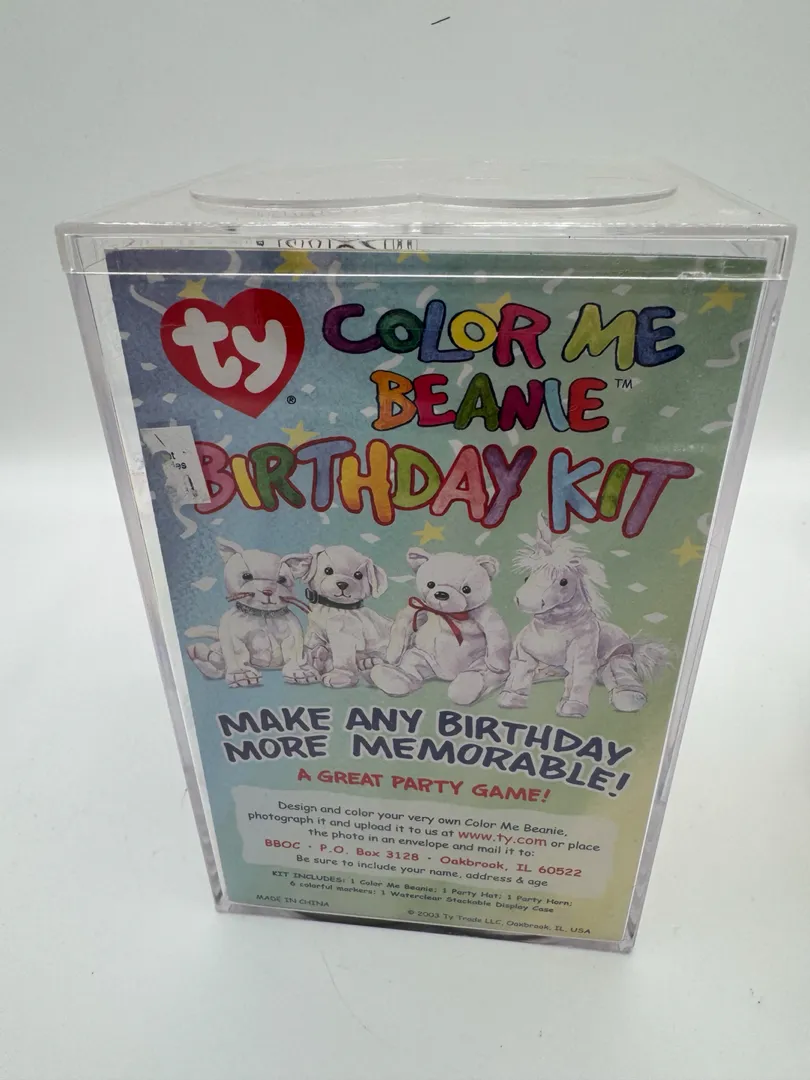 ty
®
COLOR ME
BEANIE™
BIRTHDAY KIT
MAKE ANY BIRTHDAY
MORE MEMORABLE!
A GREAT PARTY GAME!
Design and color your very own Color Me Beanie,
photograph it and upload it to us at www.ty.com or place
the photo in an envelope and mail it to:
BBOC · P.O. Box 3128 · Oakbrook, IL 60522
Be sure to include your name, address & age
KIT INCLUDES: 1 Color Me Beanie; 1 Party Hat; 1 Party Horn;
6 colorful markers; 1 Waterclear Stackable Display Case
MADE IN CHINA
© 2003 Ty Trade LLC, Oakbrook, IL, USA